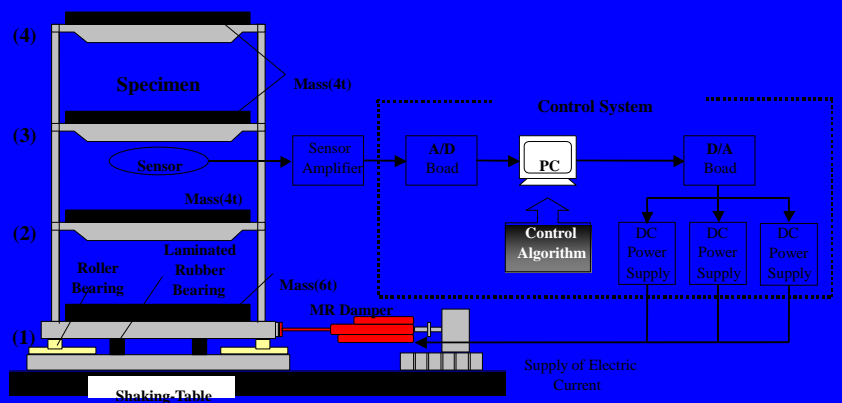 (4)
Specimen
Mass(4t)
Control System
(3)
Sensor
Sensor
Amplifier
A/D
Boad
PC
D/A
Boad
Mass(4t)
(2)
Control
Algorithm
DC
Power
Supply
DC
Power
Supply
DC
Power
Supply
Roller
Bearing
Laminated
Rubber
Bearing
Mass(6t)
MR Damper
(1)
Supply of Electric
Current
Shaking-Table